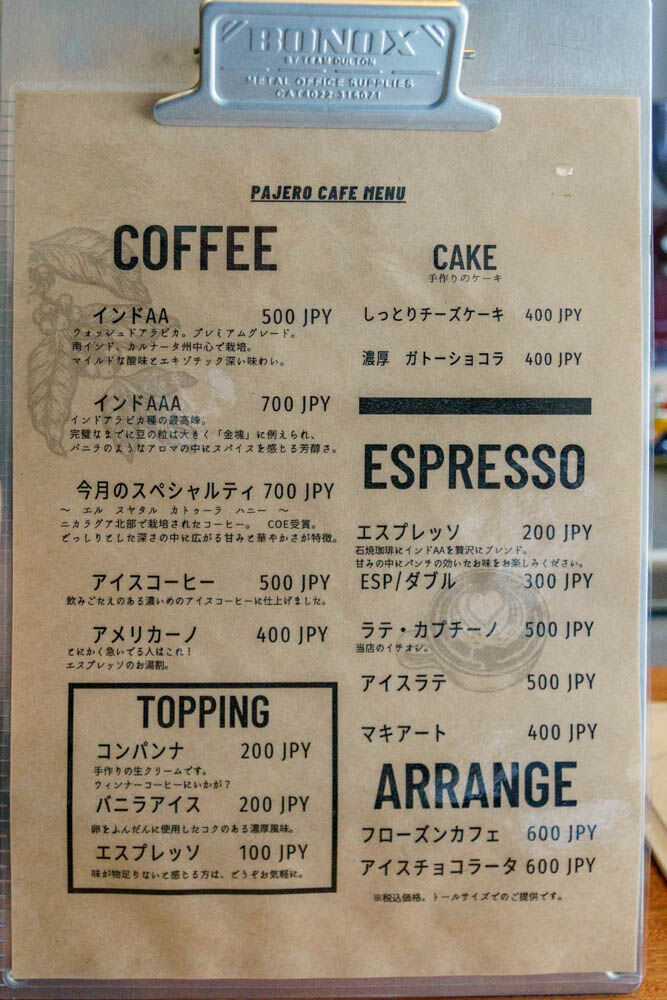 BONOX
BY TEAM DULTON
METAL OFFICE SUPPLIES
CAT#022-316071
PAJERO CAFE MENU
COFFEE
インドAA 500 JPY
ウォッシュドアラビカ。プレミアムグレード。
南インド、カルナータ州中心で栽培。
マイルドな酸味とエキゾチック深い味わい。
インドAAA 700 JPY
インドアラビカ種の最高峰。
完璧なまでに豆の粒は大きく「金塊」に例えられ、
バニラのようなアロマの中にスパイスを感じる芳醇さ。
今月のスペシャルティ 700 JPY
〜 エル スヤタル カトゥーラ ハニー 〜
ニカラグア北部で栽培されたコーヒー。 COE受賞。
どっしりとした深さの中に広がる甘みと華やかさが特徴。
アイスコーヒー 500 JPY
飲みごたえのある濃いめのアイスコーヒーに仕上げました。
アメリカーノ 400 JPY
とにかく急いでる人はこれ!
エスプレッソのお湯割。
TOPPING
コンパンナ 200 JPY
手作りの生クリームです。
ウィンナーコーヒーにいかが?
バニラアイス 200 JPY
卵をふんだんに使用したコクのある濃厚風味。
エスプレッソ 100 JPY
味が物足りないと感じる方は、どうぞお気軽に。
CAKE
手作りのケーキ
しっとりチーズケーキ 400 JPY
濃厚 ガトーショコラ 400 JPY
ESPRESSO
エスプレッソ 200 JPY
石焼珈琲にインドAAを贅沢にブレンド。
甘みの中にパンチの効いたお味をお楽しみください。
ESP/ダブル 300 JPY
ラテ・カプチーノ 500 JPY
当店のイチオシ。
アイスラテ 500 JPY
マキアート 400 JPY
ARRANGE
フローズンカフェ 600 JPY
アイスチョコラータ 600 JPY
※税込価格。トールサイズでのご提供です。